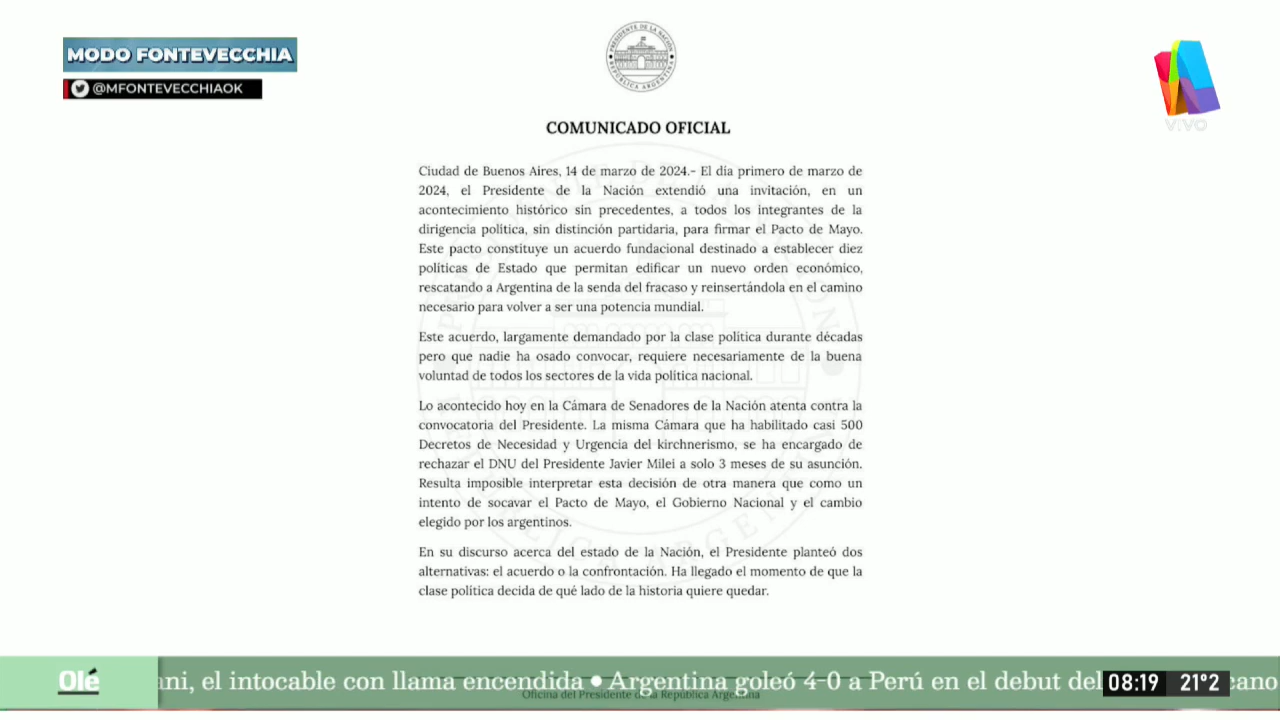 MODO FONTEVECCHIA
@MFONTEVECCHIAOK
PRESIDENTE DE LA NACIÓN
REPÚBLICA ARGENTINA
VIVO
COMUNICADO OFICIAL
Ciudad de Buenos Aires, 14 de marzo de 2024.- El día primero de marzo de
2024, el Presidente de la Nación extendió una invitación, en un
acontecimiento histórico sin precedentes, a todos los integrantes de la
dirigencia política, sin distinción partidaria, para firmar el Pacto de Mayo.
Este pacto constituye un acuerdo fundacional destinado a establecer diez
políticas de Estado que permitan edificar un nuevo orden económico,
rescatando a Argentina de la senda del fracaso y reinsertándola en el camino
necesario para volver a ser una potencia mundial.
Este acuerdo, largamente demandado por la clase política durante décadas
pero que nadie ha osado convocar, requiere necesariamente de la buena
voluntad de todos los sectores de la vida política nacional.
Lo acontecido hoy en la Cámara de Senadores de la Nación atenta contra la
convocatoria del Presidente. La misma Cámara que ha habilitado casi 500
Decretos de Necesidad y Urgencia del kirchnerismo, se ha encargado de
rechazar el DNU del Presidente Javier Milei a solo 3 meses de su asunción.
Resulta imposible interpretar esta decisión de otra manera que como un
intento de socavar el Pacto de Mayo, el Gobierno Nacional y el cambio
elegido por los argentinos.
En su discurso acerca del estado de la Nación, el Presidente planteó dos
alternativas: el acuerdo o la confrontación. Ha llegado el momento de que la
clase política decida de qué lado de la historia quiere quedar.
Olé
ani, el intocable con llama encendida • Argentina goleó 4-0 a Perú en el debut del
cano
08:19 21°2
Oficina del Presidente de la República Argentina